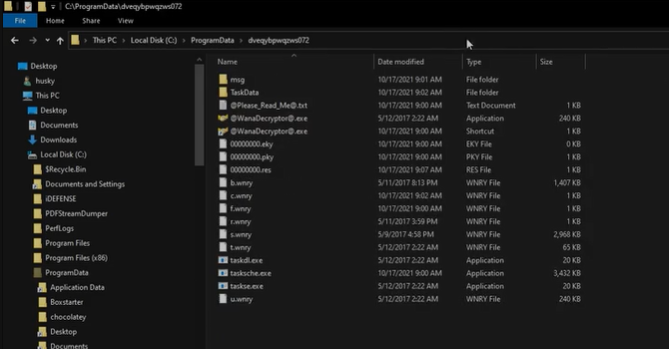 C:\ProgramData\dveqybpwqzws072
File Home Share View
This PC Local Disk (C:) ProgramData dveqybpwqzws072
Name Date modified Type Size
Desktop
husky
This PC
Desktop
Documents
Downloads
Local Disk (C:)
$Recycle.Bin
Documents and Settings
iDEFENSE
PDFStreamDumper
PerfLogs
Program Files
Program Files (x86)
ProgramData
Application Data
Boxstarter
chocolatey
Desktop
Documents
msg 10/17/2021 9:01 AM File folder
TaskData 10/17/2021 9:02 AM File folder
@Please_Read_Me@.txt 10/17/2021 9:00 AM Text Document 1 KB
@WanaDecryptor@.exe 5/12/2017 2:22 AM Application 240 KB
@WanaDecryptor@.exe 10/17/2021 9:00 AM Shortcut 1 KB
00000000.eky 10/17/2021 9:00 AM EKY File 0 KB
00000000.pky 10/17/2021 9:00 AM PKY File 1 KB
00000000.res 10/17/2021 9:07 AM RES File 1 KB
b.wnry 5/11/2017 8:13 PM WNRY File 1,407 KB
c.wnry 10/17/2021 9:02 AM WNRY File 1 KB
f.wnry 10/17/2021 9:00 AM WNRY File 1 KB
r.wnry 5/11/2017 3:59 PM WNRY File 1 KB
s.wnry 5/9/2017 4:58 PM WNRY File 2,968 KB
t.wnry 5/12/2017 2:22 AM WNRY File 65 KB
taskdl.exe 5/12/2017 2:22 AM Application 20 KB
tasksche.exe 10/17/2021 9:00 AM Application 3,432 KB
taskse.exe 5/12/2017 2:22 AM Application 20 KB
u.wnry 5/12/2017 2:22 AM WNRY File 240 KB